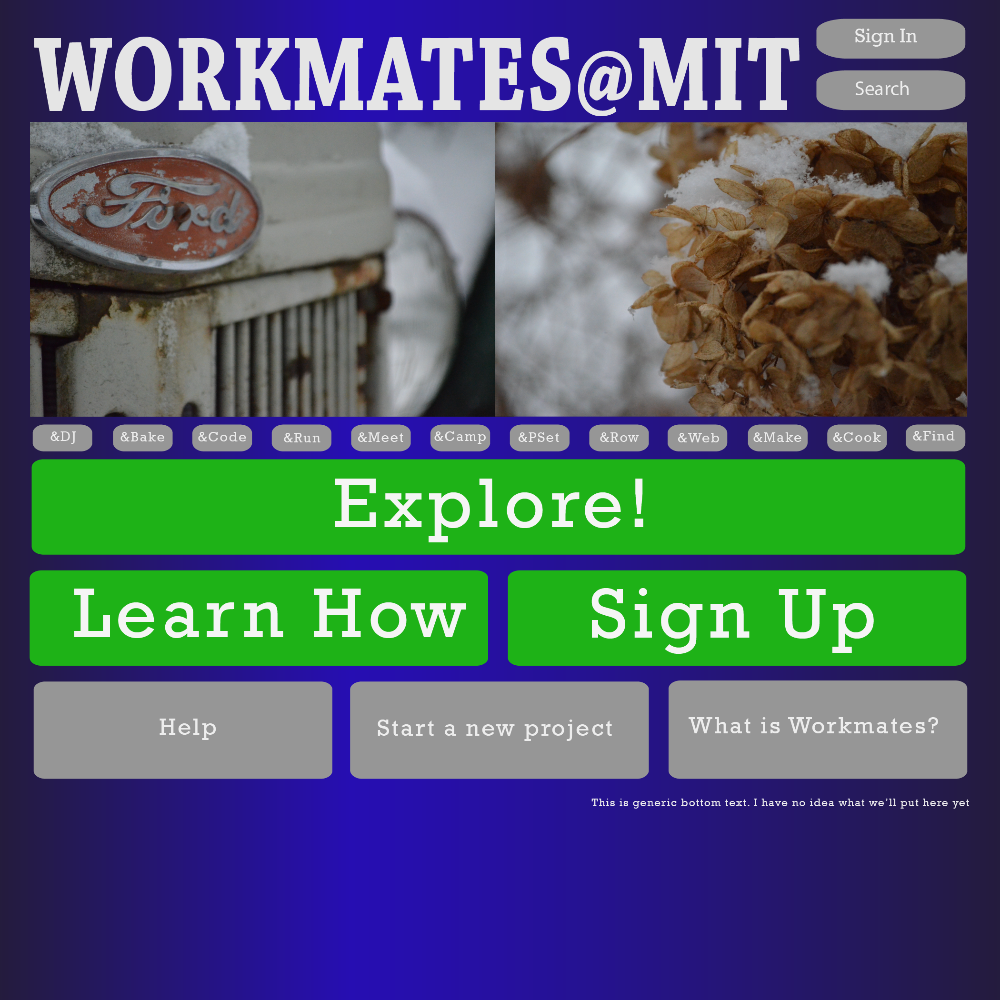 WORKMATES@MIT
Sign In
Search
Ford
&DJ
&Bake
&Code
&Run
&Meet
&Camp
&PSet
&Row
&Web
&Make
&Cook
&Find
Explore!
Learn How
Sign Up
Help
Start a new project
What is Workmates?
This is generic bottom text. I have no idea what we’ll put here yet